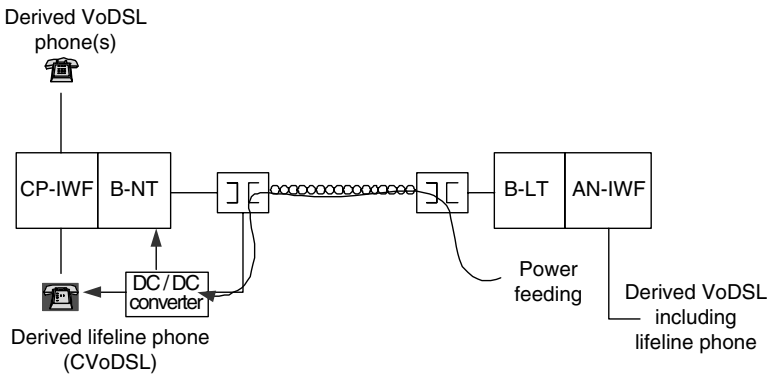 Derived VoDSL
phone(s)
CP-IWF
B-NT
B-LT
AN-IWF
DC / DC
converter
Power
feeding
Derived VoDSL
including
lifeline phone
Derived lifeline phone
(CVoDSL)